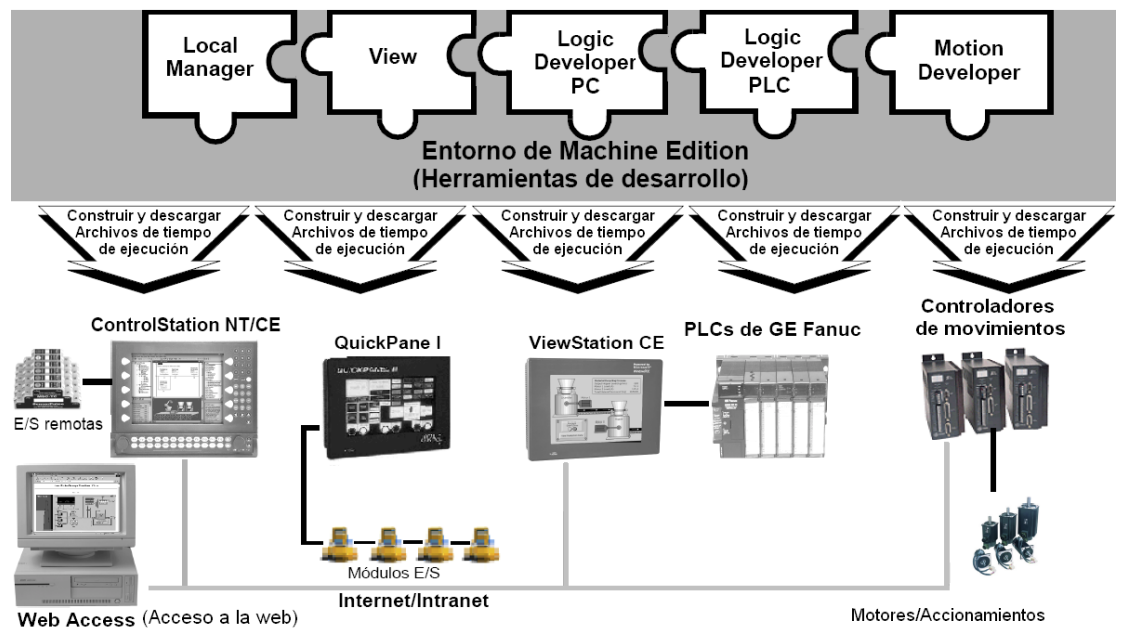 Local
Manager
View
Logic
Developer
PC
Logic
Developer
PLC
Motion
Developer
Entorno de Machine Edition
(Herramientas de desarrollo)
Construir y descargar
Archivos de tiempo
de ejecución
Construir y descargar
Archivos de tiempo
de ejecución
Construir y descargar
Archivos de tiempo
de ejecución
Construir y descargar
Archivos de tiempo
de ejecución
Construir y descargar
Archivos de tiempo
de ejecución
ControlStation NT/CE
QuickPane I
ViewStation CE
PLCs de GE Fanuc
Controladores
de movimientos
E/S remotas
Módulos E/S
Internet/Intranet
Web Access (Acceso a la web)
Motores/Accionamientos